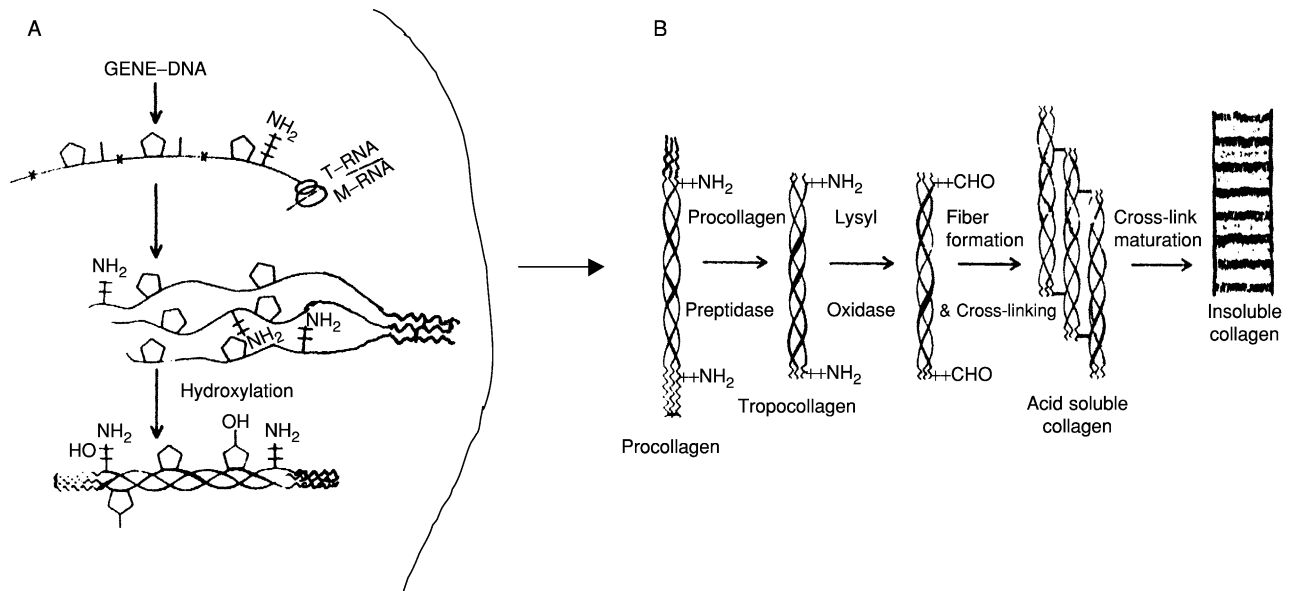 A
GENE–DNA
NH2
T–RNA
M–RNA
NH2
NH2
NH2
Hydroxylation
HO
NH2
OH
NH2
B
++NH2
++NH2
++CHO
Procollagen
Lysyl
Fiber
formation
Cross-link
maturation
Preptidase
Oxidase
& Cross-linking
Insoluble
collagen
++NH2
++NH2
++CHO
Tropocollagen
Acid soluble
collagen
Procollagen